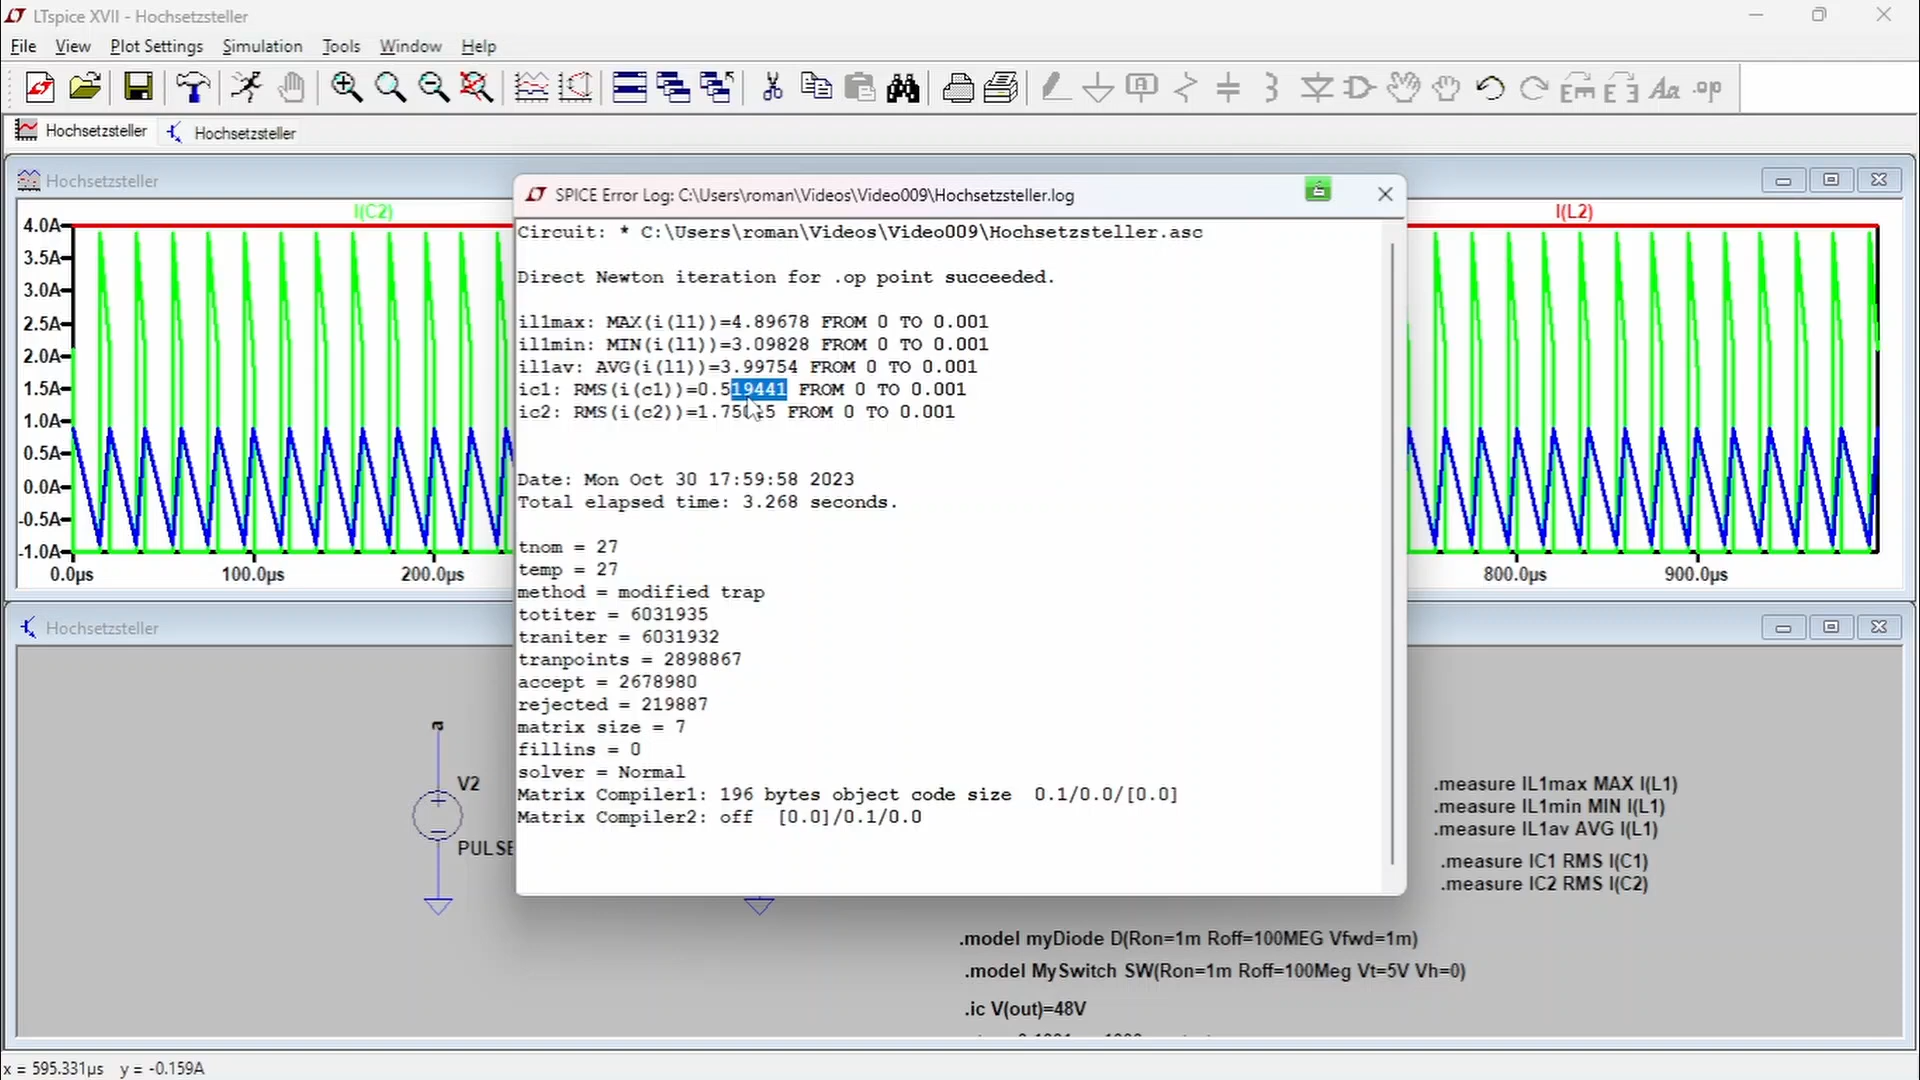 LTspice XVII - Hochsetzsteller
File View Plot Settings Simulation Tools Window Help
Aa .op
Hochsetzsteller Hochsetzsteller
Hochsetzsteller
I(C2)
I(L2)
4.0A
3.5A
3.0A
2.5A
2.0A
1.5A
1.0A
0.5A
0.0A
-0.5A
-1.0A
0.0µs 100.0µs 200.0µs 800.0µs 900.0µs
SPICE Error Log: C:\Users\roman\Videos\Video009\Hochsetzsteller.log
Circuit: * C:\Users\roman\Videos\Video009\Hochsetzsteller.asc
Direct Newton iteration for .op point succeeded.
il1max: MAX(i(l1))=4.89678 FROM 0 TO 0.001
il1min: MIN(i(l1))=3.09828 FROM 0 TO 0.001
il1av: AVG(i(l1))=3.99754 FROM 0 TO 0.001
ic1: RMS(i(c1))=0.519441 FROM 0 TO 0.001
ic2: FROM 0 TO 0.001
Date: Mon Oct 30 17:59:58 2023
Total elapsed time: 3.268 seconds.
tnom = 27
temp = 27
method = modified trap
totiter = 6031935
traniter = 6031932
tranpoints = 2898867
accept = 2678980
rejected = 219887
matrix size = 7
fillins = 0
solver = Normal
Matrix Compiler1: 196 bytes object code size 0.1/0.0/[0.0]
Matrix Compiler2: off [0.0]/0.1/0.0
Hochsetzsteller
a
V2
PULSE
.measure IL1max MAX I(L1)
.measure IL1min MIN I(L1)
.measure IL1av AVG I(L1)
.measure IC1 RMS I(C1)
.measure IC2 RMS I(C2)
.model myDiode D(Ron=1m Roff=100MEG Vfwd=1m)
.model MySwitch SW(Ron=1m Roff=100Meg Vt=5V Vh=0)
.ic V(out)=48V
x = 595.331µs y = -0.159A